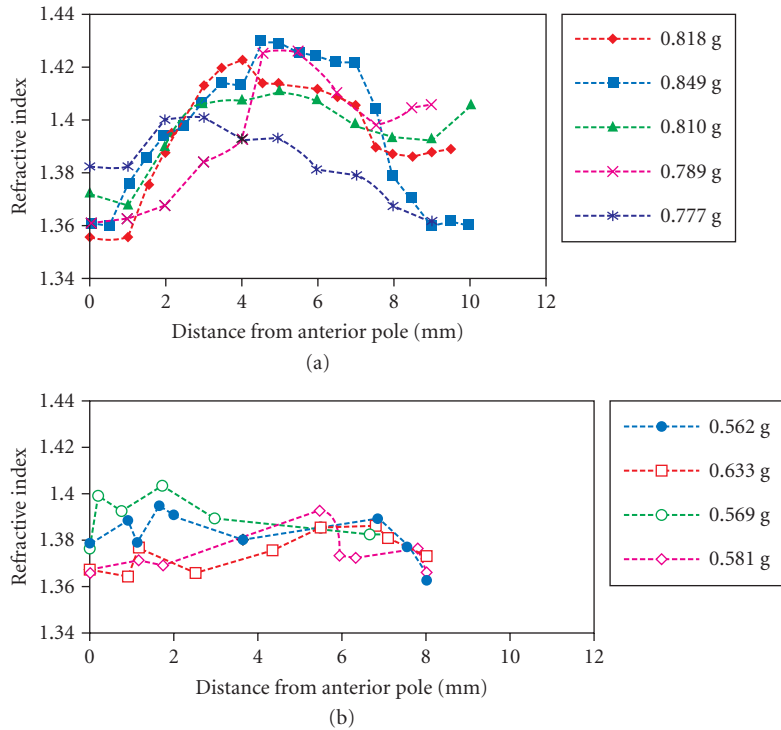 1.44
1.42
1.4
1.38
1.36
1.34
Refractive index
0 2 4 6 8 10 12
Distance from anterior pole (mm)
0.818 g
0.849 g
0.810 g
0.789 g
0.777 g
(a)
1.44
1.42
1.4
1.38
1.36
1.34
Refractive index
0 2 4 6 8 10 12
Distance from anterior pole (mm)
0.562 g
0.633 g
0.569 g
0.581 g
(b)